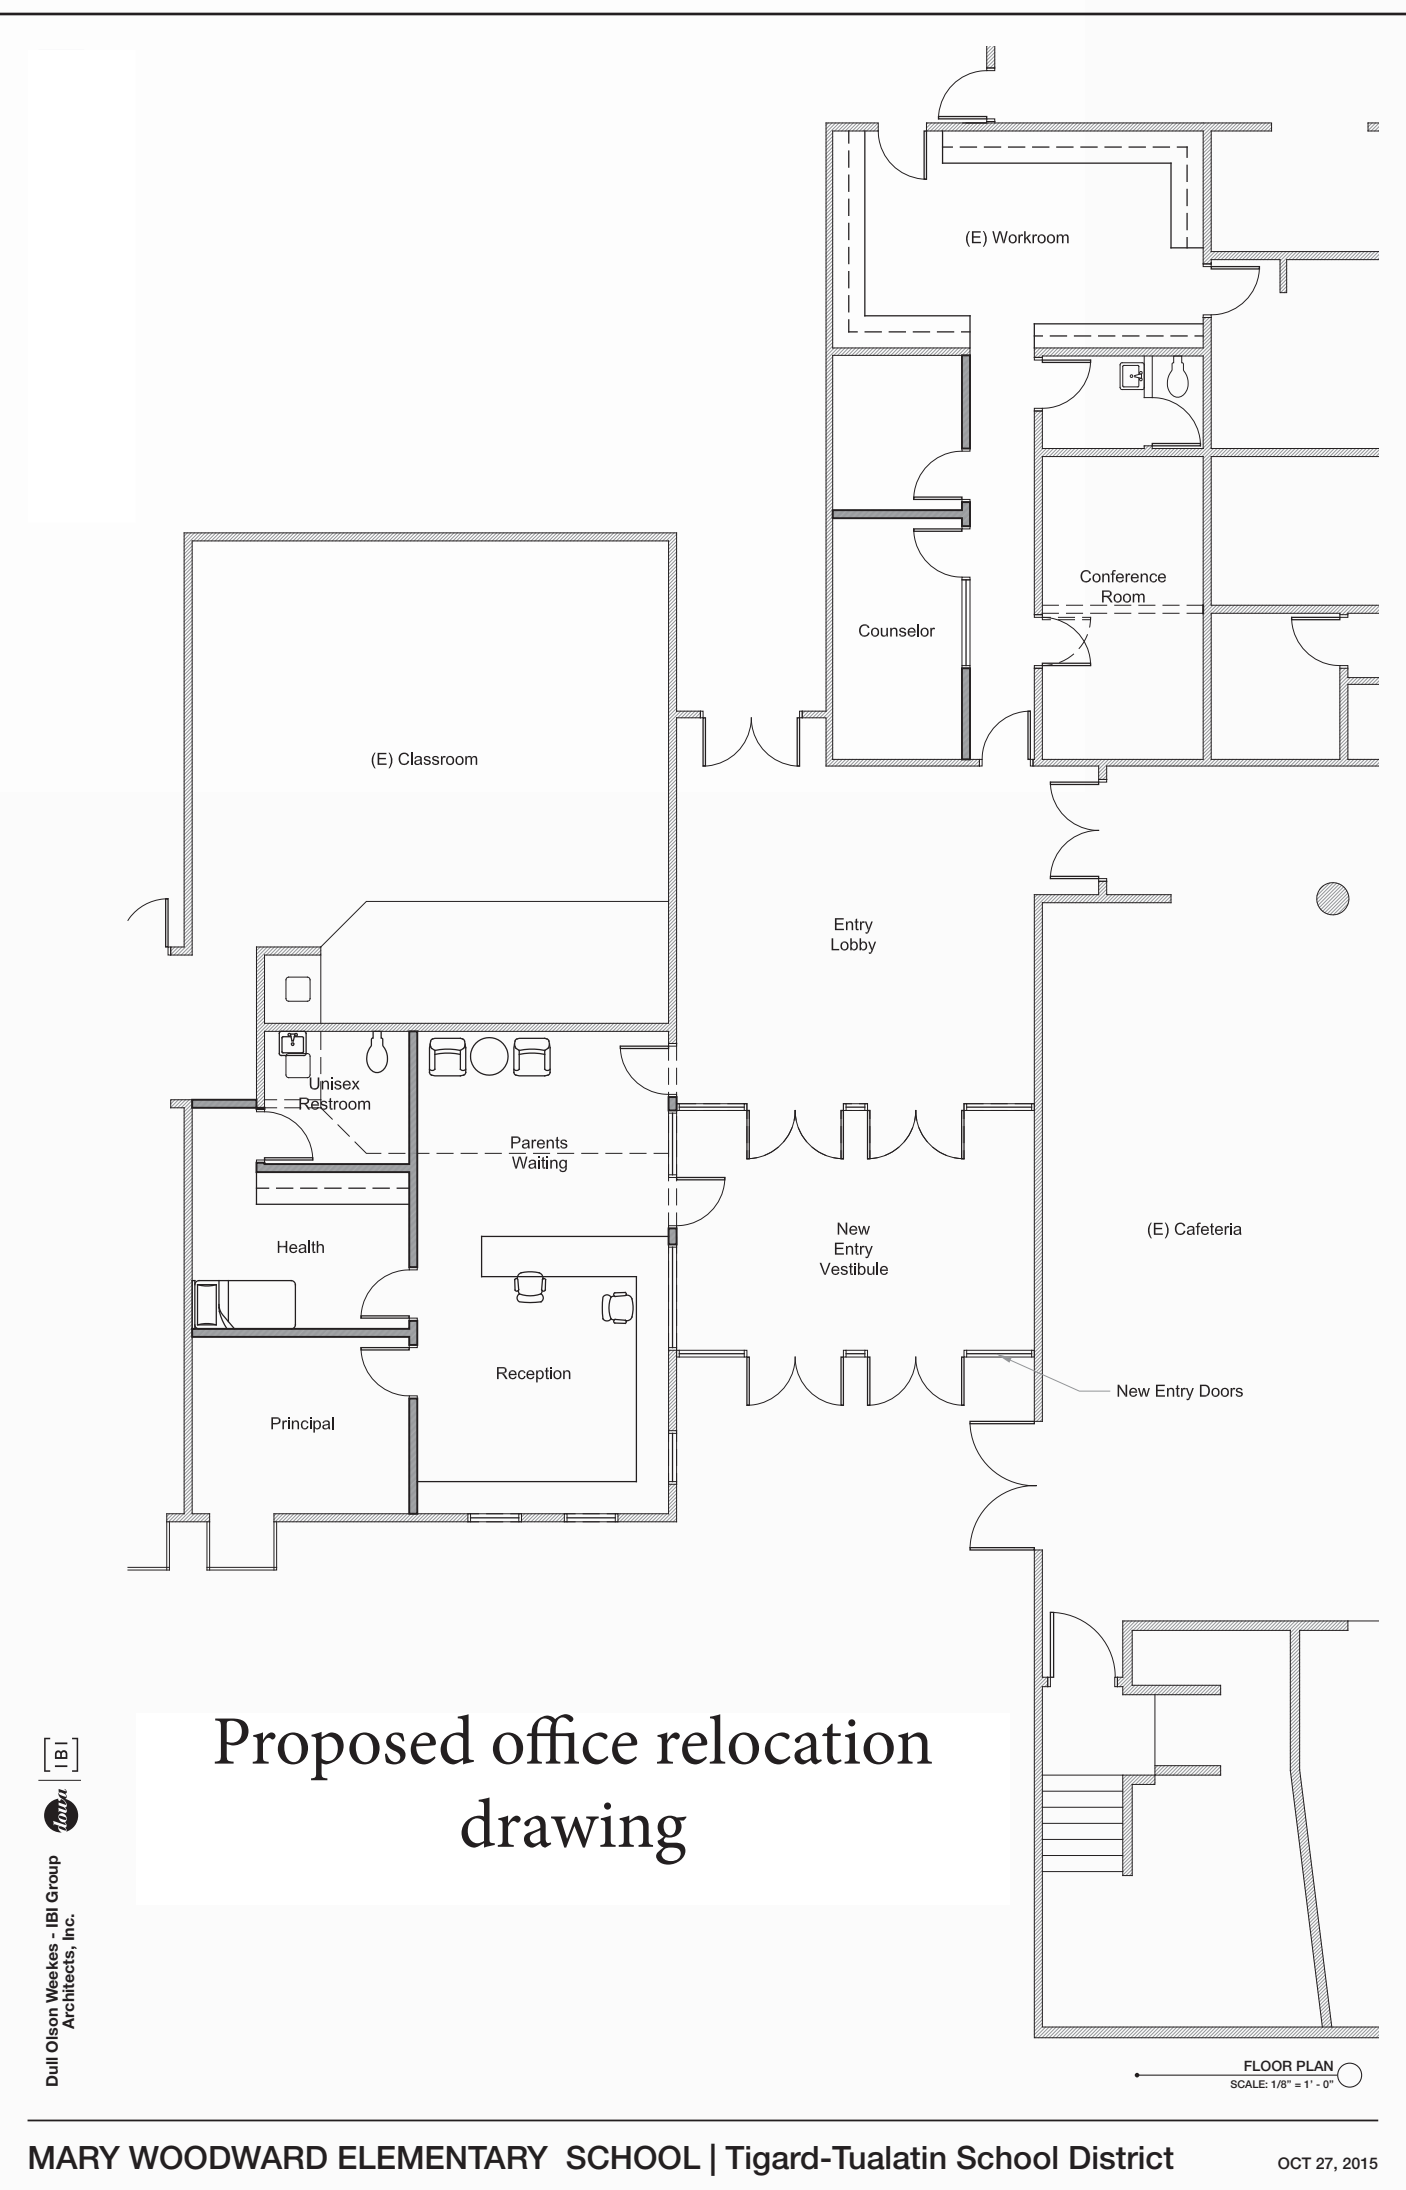 (E) Workroom
Conference
Room
Counselor
(E) Classroom
Entry
Lobby
Unisex
Restroom
Parents
Waiting
New
Entry
Vestibule
(E) Cafeteria
Health
Reception
New Entry Doors
Principal
Proposed office relocation
drawing
[IBI]
dowa
Dull Olson Weekes - IBI Group
Architects, Inc.
FLOOR PLAN
SCALE: 1/8" = 1' - 0"
MARY WOODWARD ELEMENTARY SCHOOL | Tigard-Tualatin School District
OCT 27, 2015